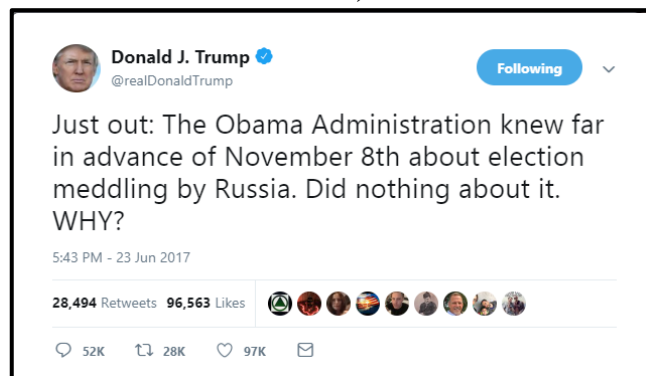 Donald J. Trump
Following
@realDonaldTrump
Just out: The Obama Administration knew far
in advance of November 8th about election
meddling by Russia. Did nothing about it.
WHY?
5:43 PM - 23 Jun 2017
28,494 Retweets 96,563 Likes
52K 28K 97K